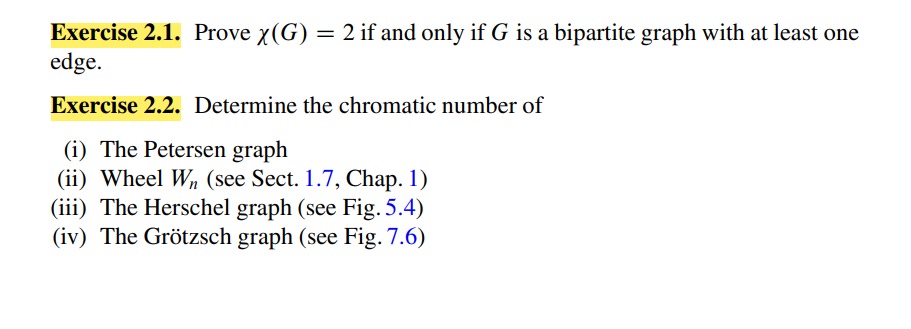 Exercise 2.1. Prove χ(G) = 2 if and only if G is a bipartite graph with at least one
edge.
Exercise 2.2. Determine the chromatic number of
(i) The Petersen graph
(ii) Wheel Wₙ (see Sect. 1.7, Chap. 1)
(iii) The Herschel graph (see Fig. 5.4)
(iv) The Grötzsch graph (see Fig. 7.6)